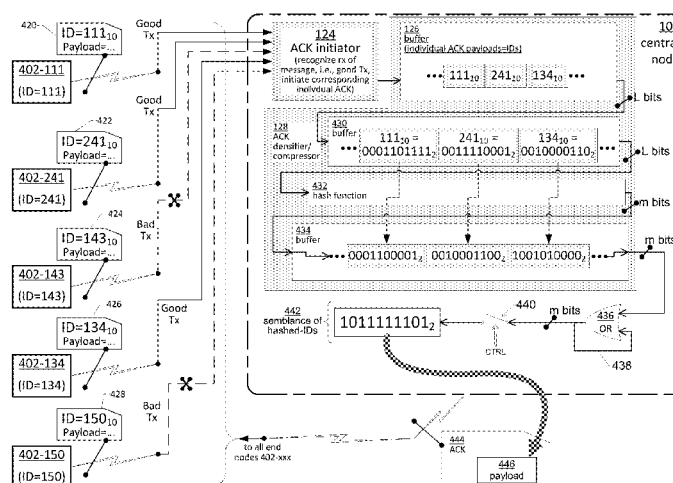 420
ID=111₁₀
Payload=...
402-111
(ID=111)
Good
Tx
422
ID=241₁₀
Payload=...
402-241
(ID=241)
Good
Tx
424
ID=143₁₀
Payload=...
402-143
(ID=143)
Bad
Tx
426
ID=134₁₀
Payload=...
402-134
(ID=134)
Good
Tx
428
ID=150₁₀
Payload=...
402-150
(ID=150)
Bad
Tx
124
ACK initiator
(recognize rx of
message, i.e., good Tx,
initiate corresponding
individual ACK)
126
buffer
(individual ACK payloads=IDs)
••• 111₁₀ 241₁₀ 134₁₀ •••
L bits
10
central
node
128
ACK
densifier/
compressor
430
buffer
••• 111₁₀ = 0001101111₂ 241₁₀ = 0011110001₂ 134₁₀ = 0010000110₂ •••
L bits
432
hash function
m bits
434
buffer
••• 0001100001₂ 0010001100₂ 1001010000₂ •••
m bits
436
OR
438
m bits
440
CTRL
442
semblance of
hashed-IDs
1011111101₂
to all end
nodes 402-xxx
444
ACK
446
payload